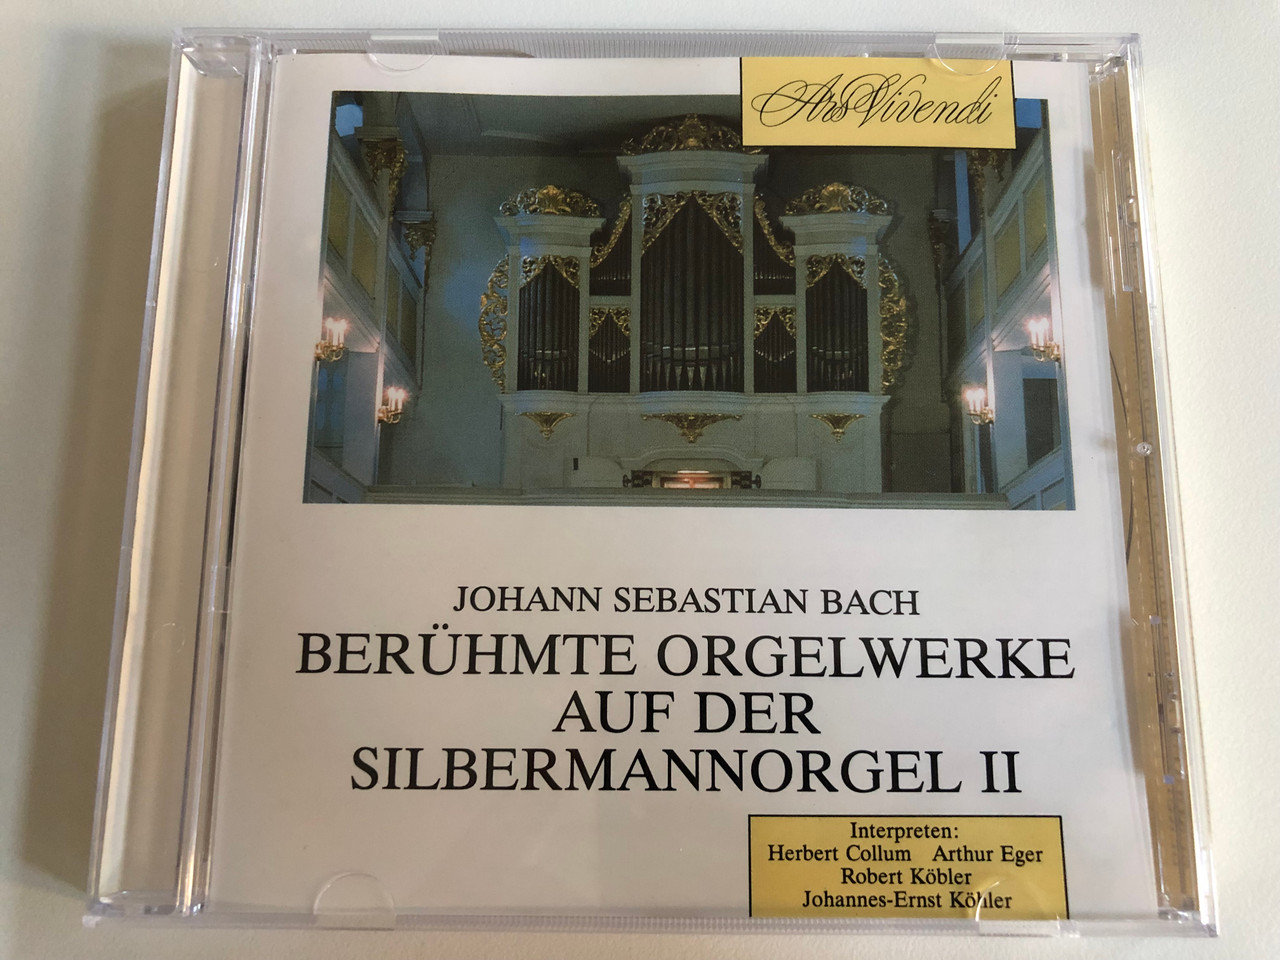 Ars Vivendi
JOHANN SEBASTIAN BACH
BERÜHMTE ORGELWERKE
AUF DER
SILBERMANNORGEL II
Interpreten:
Herbert Collum Arthur Eger
Robert Köbler
Johannes-Ernst Köhler